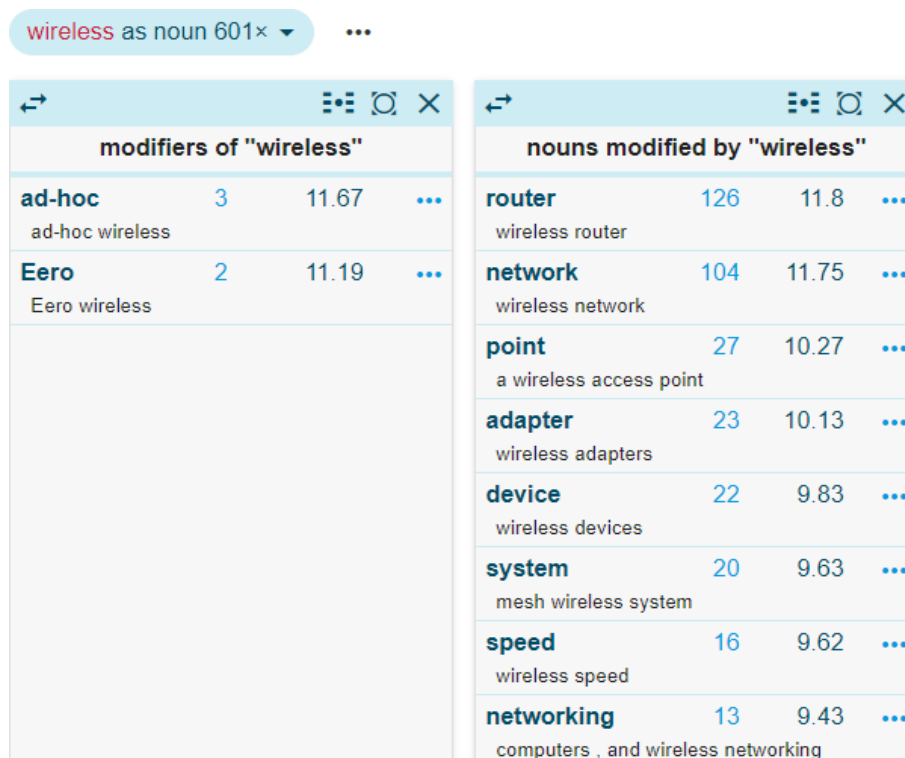 wireless as noun 601×
modifiers of "wireless"
ad-hoc 3 11.67
ad-hoc wireless
Eero 2 11.19
Eero wireless
nouns modified by "wireless"
router 126 11.8
wireless router
network 104 11.75
wireless network
point 27 10.27
a wireless access point
adapter 23 10.13
wireless adapters
device 22 9.83
wireless devices
system 20 9.63
mesh wireless system
speed 16 9.62
wireless speed
networking 13 9.43
computers , and wireless networking